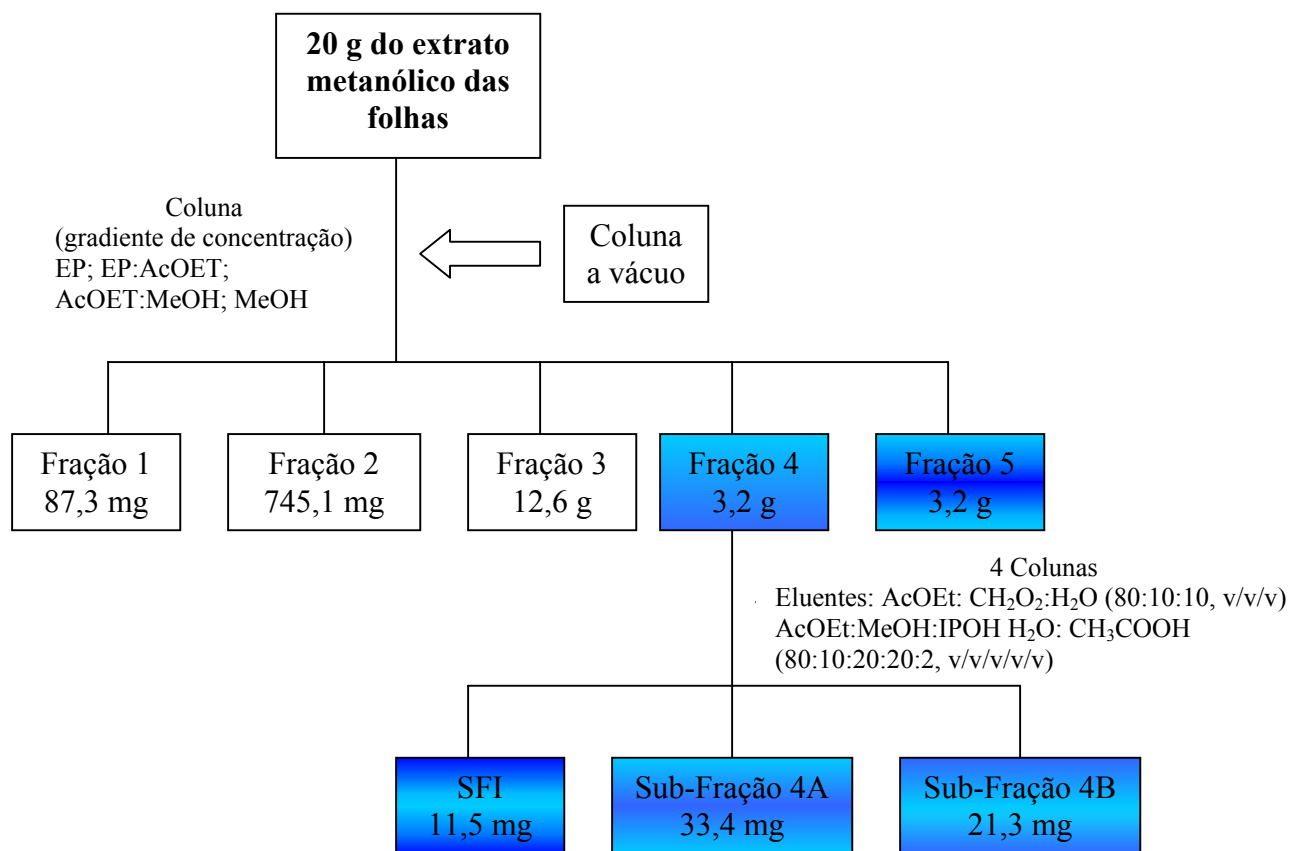 20 g do extrato
metanólico das
folhas
Coluna
(gradiente de concentração)
EP; EP:AcOET;
AcOET:MeOH; MeOH
Coluna
a vácuo
Fração 1
87,3 mg
Fração 2
745,1 mg
Fração 3
12,6 g
Fração 4
3,2 g
Fração 5
3,2 g
4 Colunas
Eluentes: AcOEt: CH₂O₂:H₂O (80:10:10, v/v/v)
AcOEt:MeOH:IPOH H₂O: CH₃COOH
(80:10:20:20:2, v/v/v/v/v)
SFI
11,5 mg
Sub-Fração 4A
33,4 mg
Sub-Fração 4B
21,3 mg